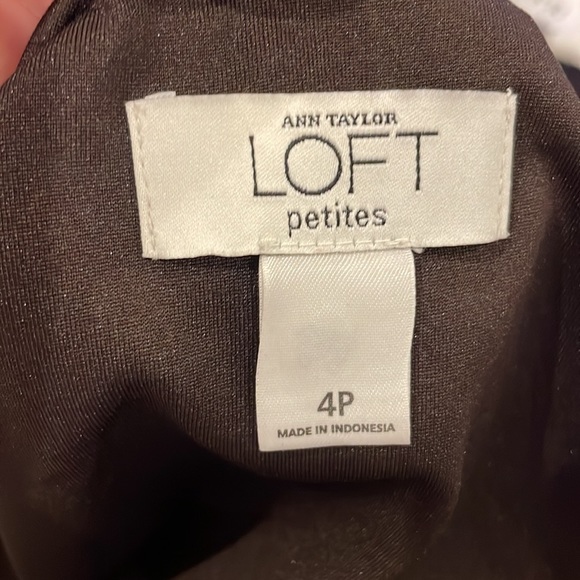 ANN TAYLOR
LOFT
petites
4P
MADE IN INDONESIA